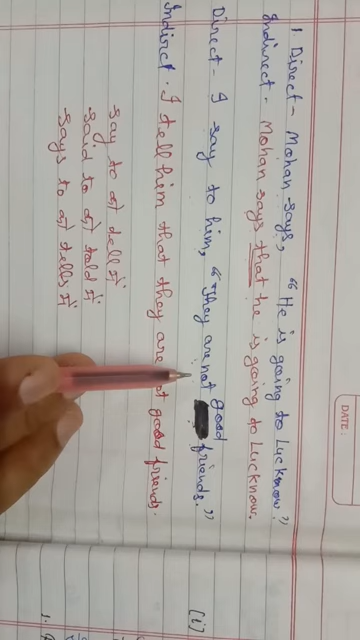 1 Direct - Mohan says, "He is going to Lucknow."
Indirect - Mohan says that he is going to Lucknow.
Direct - I say to him, "They are not good friends."
Indirect - I tell him that they are not good friends.
say to को tell में
said to को told में
says to को tells में
DATE:
(i)
1.